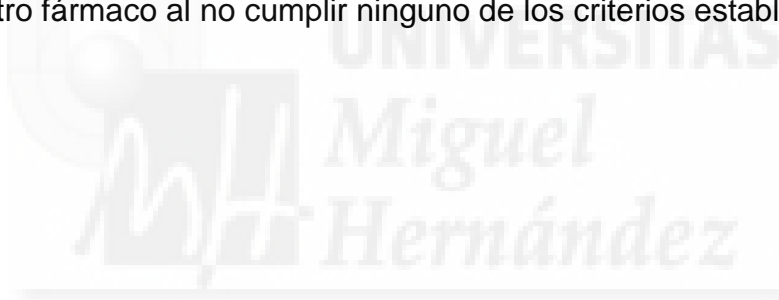 tro fármaco al no cumplir ninguno de los criterios establ
UNIVERSITAS
Miguel
Hernández